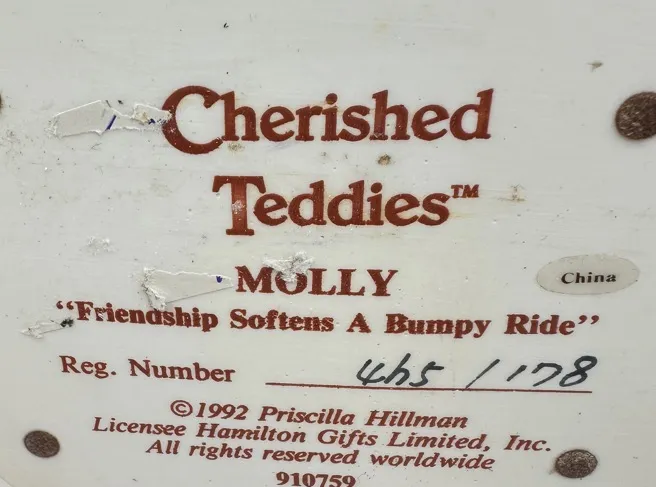 Cherished
Teddies™
MOLLY
China
“Friendship Softens A Bumpy Ride”
Reg. Number 4h5 / 178
©1992 Priscilla Hillman
Licensee Hamilton Gifts Limited, Inc.
All rights reserved worldwide
910759